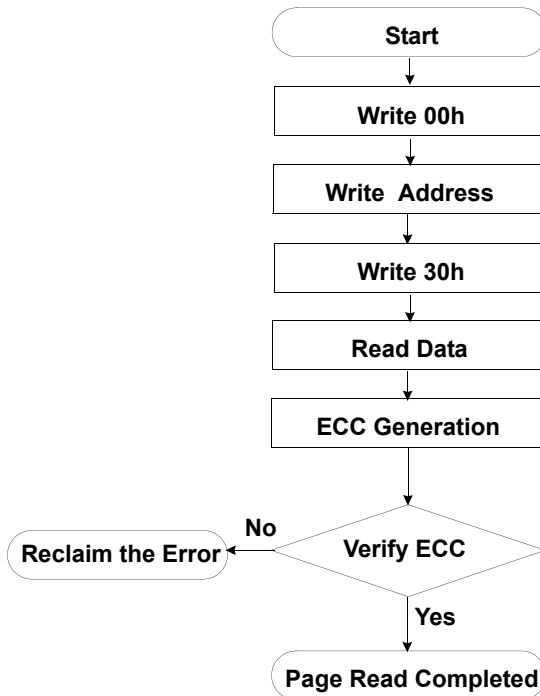 Start
Write 00h
Write Address
Write 30h
Read Data
ECC Generation
No
Reclaim the Error
Verify ECC
Yes
Page Read Completed